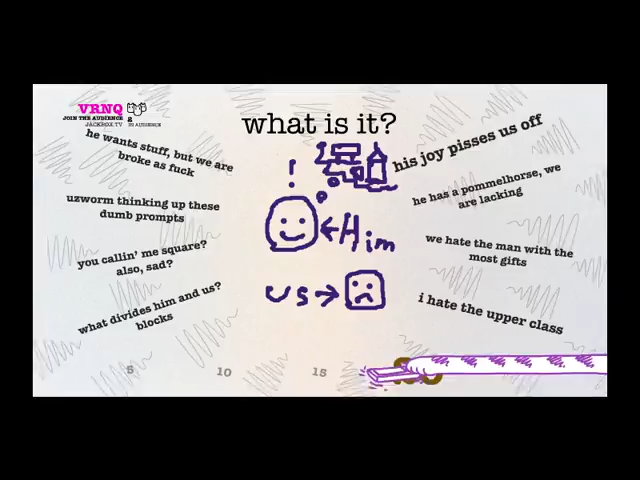 VRNQ
JOIN THE AUDIENCE
JACKBOX.TV
2
IN AUDIENCE
what is it?
he wants stuff, but we are
broke as fuck
uzworm thinking up these
dumb prompts
you callin' me square?
also, sad?
what divides him and us?
blocks
!
←Him
us→
his joy pisses us off
he has a pommelhorse, we
are lacking
we hate the man with the
most gifts
i hate the upper class
5
10
15